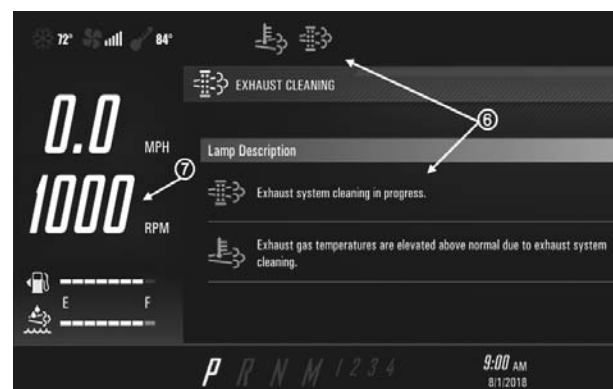 72° 84°
EXHAUST CLEANING
6
0.0 MPH
Lamp Description
7
Exhaust system cleaning in progress.
1000 RPM
Exhaust gas temperatures are elevated above normal due to exhaust system
cleaning.
E F
P R N M 1 2 3 4
9:00 AM
8/1/2018